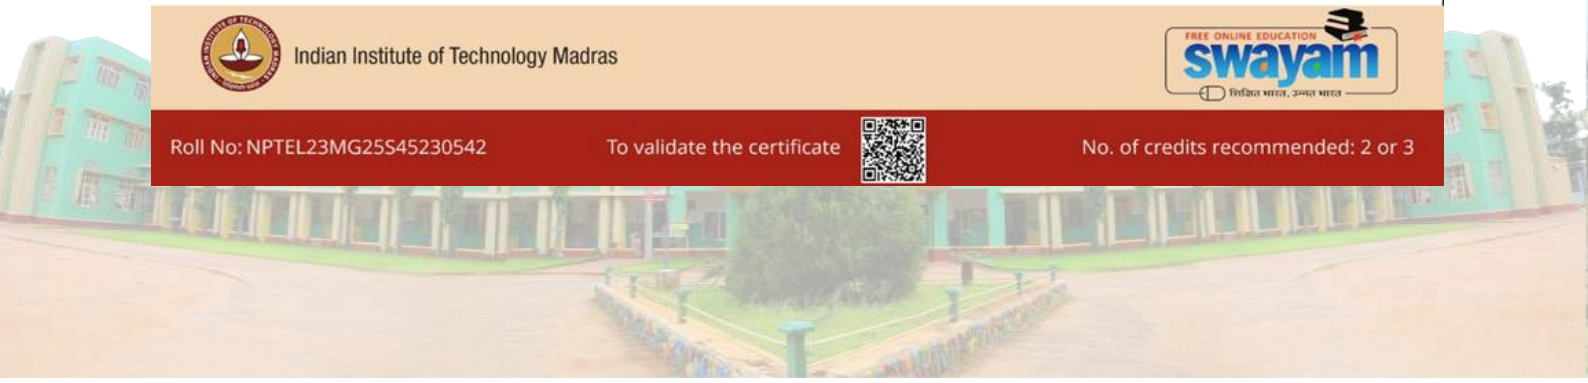 Indian Institute of Technology Madras
FREE ONLINE EDUCATION
swayam
शिक्षित भारत, उन्नत भारत
Roll No: NPTEL23MG25S45230542
To validate the certificate
No. of credits recommended: 2 or 3